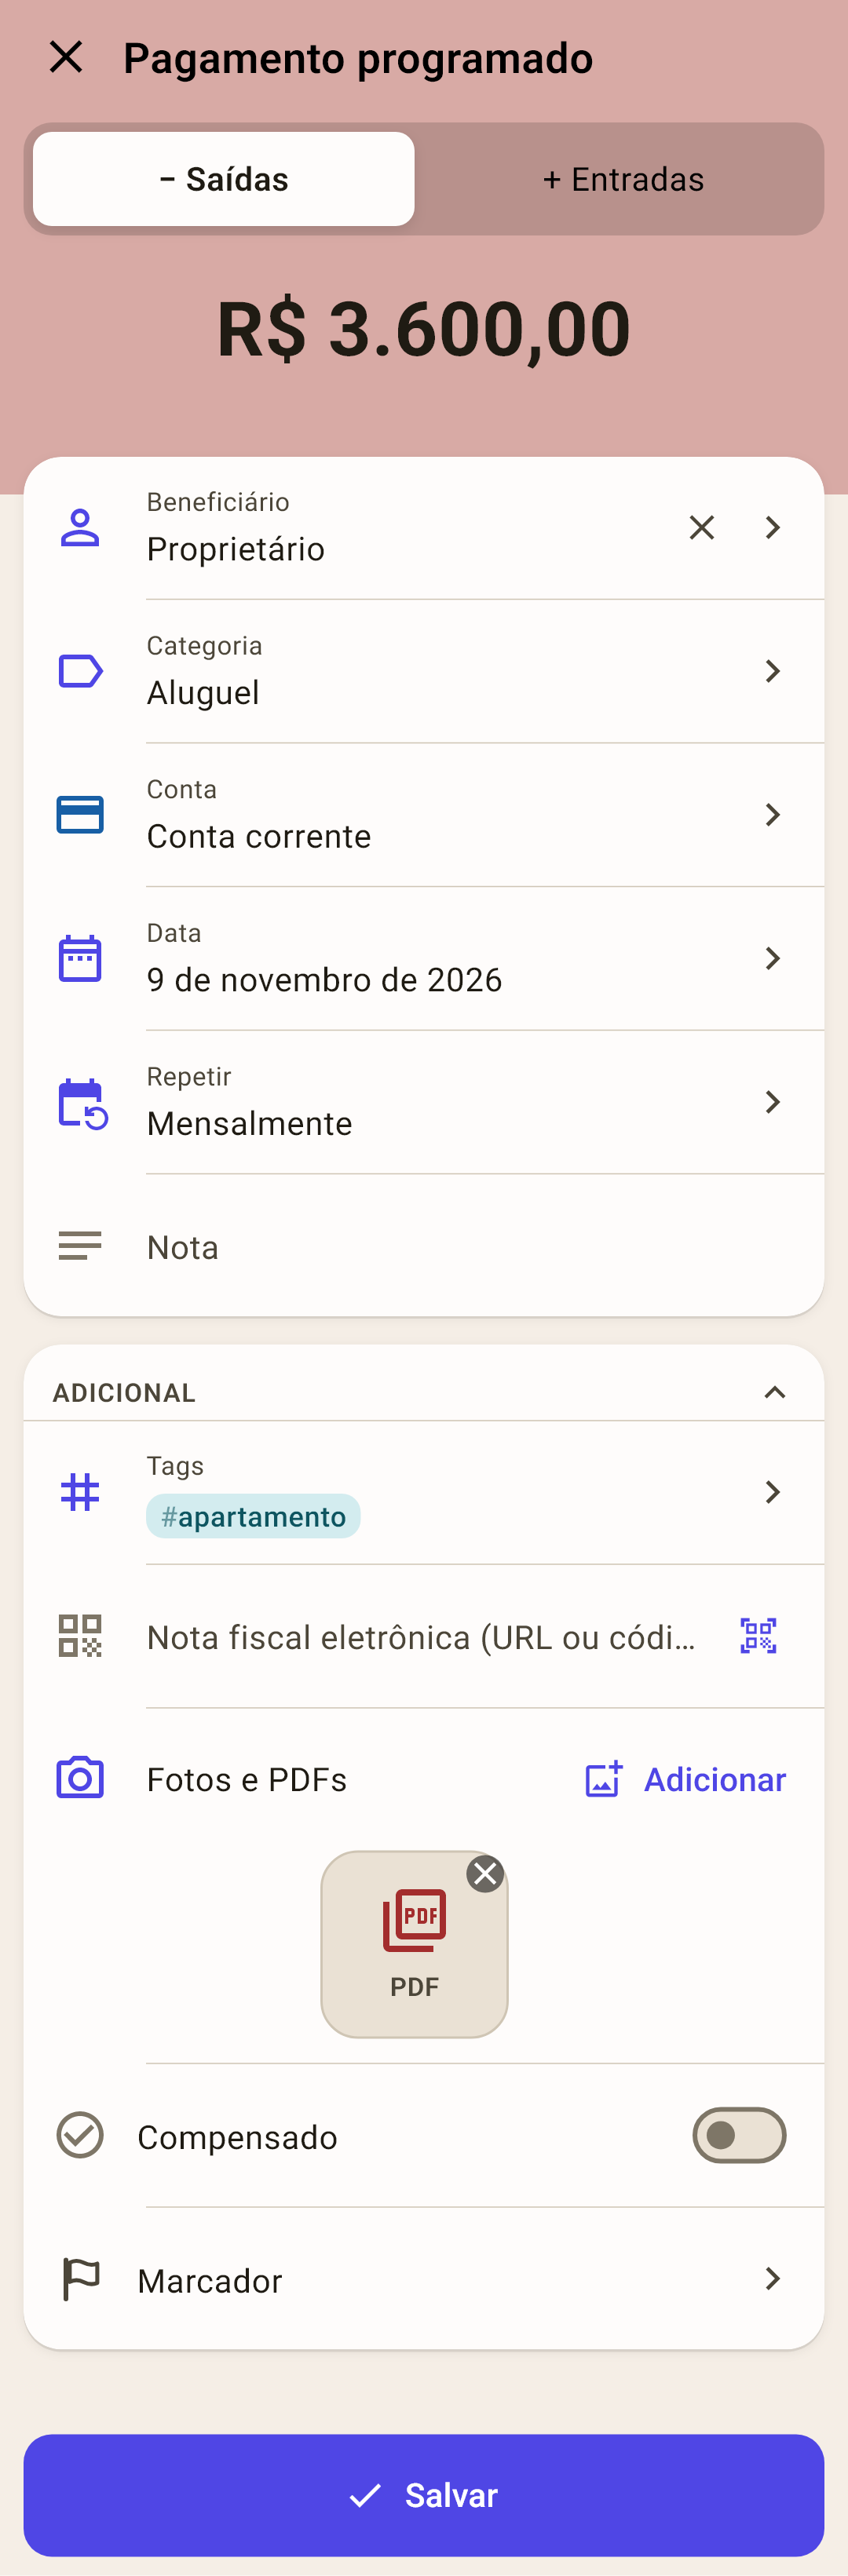 Pagamento programado
− Saídas
+ Entradas
R$ 3.600,00
Beneficiário
Proprietário
Categoria
Aluguel
Conta
Conta corrente
Data
9 de novembro de 2026
Repetir
Mensalmente
Nota
ADICIONAL
Tags
#apartamento
Nota fiscal eletrônica (URL ou códi…
Fotos e PDFs
Adicionar
PDF
PDF
Compensado
Marcador
Salvar